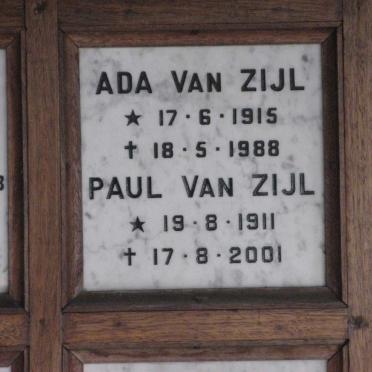 ADA VAN ZIJL
★ 17·6·1915
✝ 18·5·1988
PAUL VAN ZIJL
★ 19·8·1911
✝ 17·8·2001